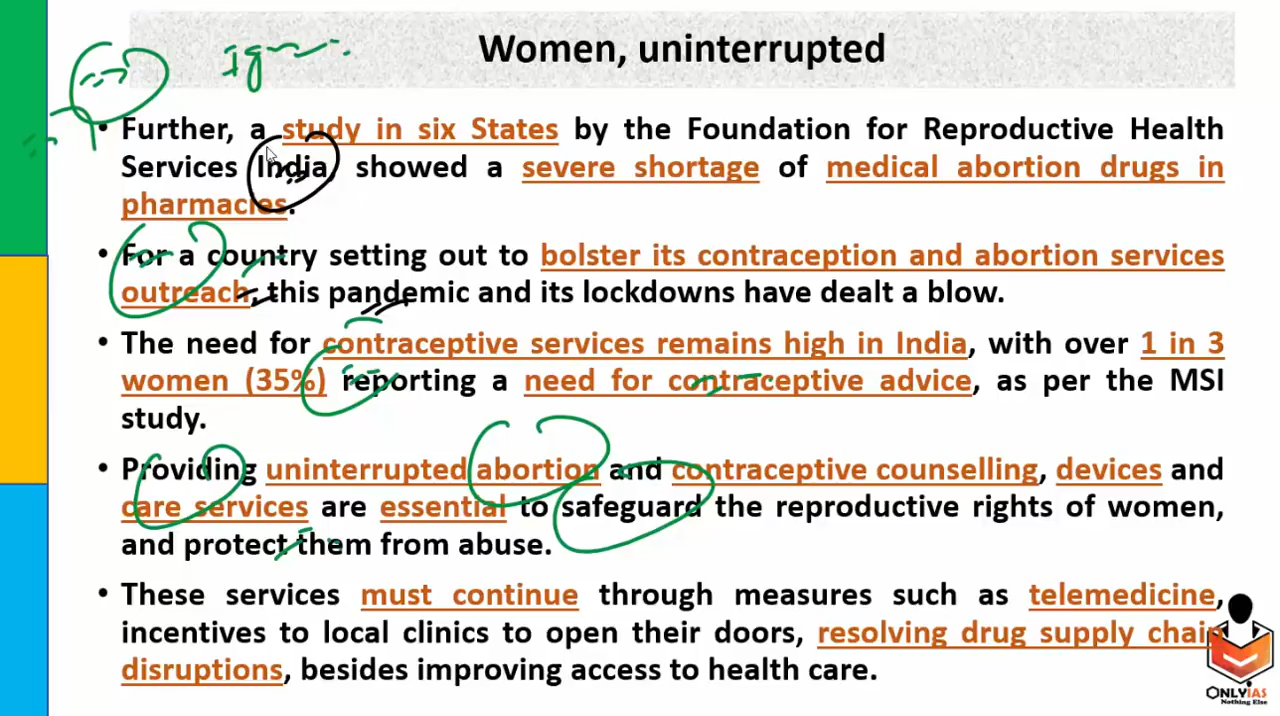 Women, uninterrupted
• Further, a study in six States by the Foundation for Reproductive Health
Services India, showed a severe shortage of medical abortion drugs in
pharmacies.
• For a country setting out to bolster its contraception and abortion services
outreach, this pandemic and its lockdowns have dealt a blow.
• The need for contraceptive services remains high in India, with over 1 in 3
women (35%) reporting a need for contraceptive advice, as per the MSI
study.
• Providing uninterrupted abortion and contraceptive counselling, devices and
care services are essential to safeguard the reproductive rights of women,
and protect them from abuse.
• These services must continue through measures such as telemedicine,
incentives to local clinics to open their doors, resolving drug supply chain
disruptions, besides improving access to health care.
ONLYIAS
Nothing Else